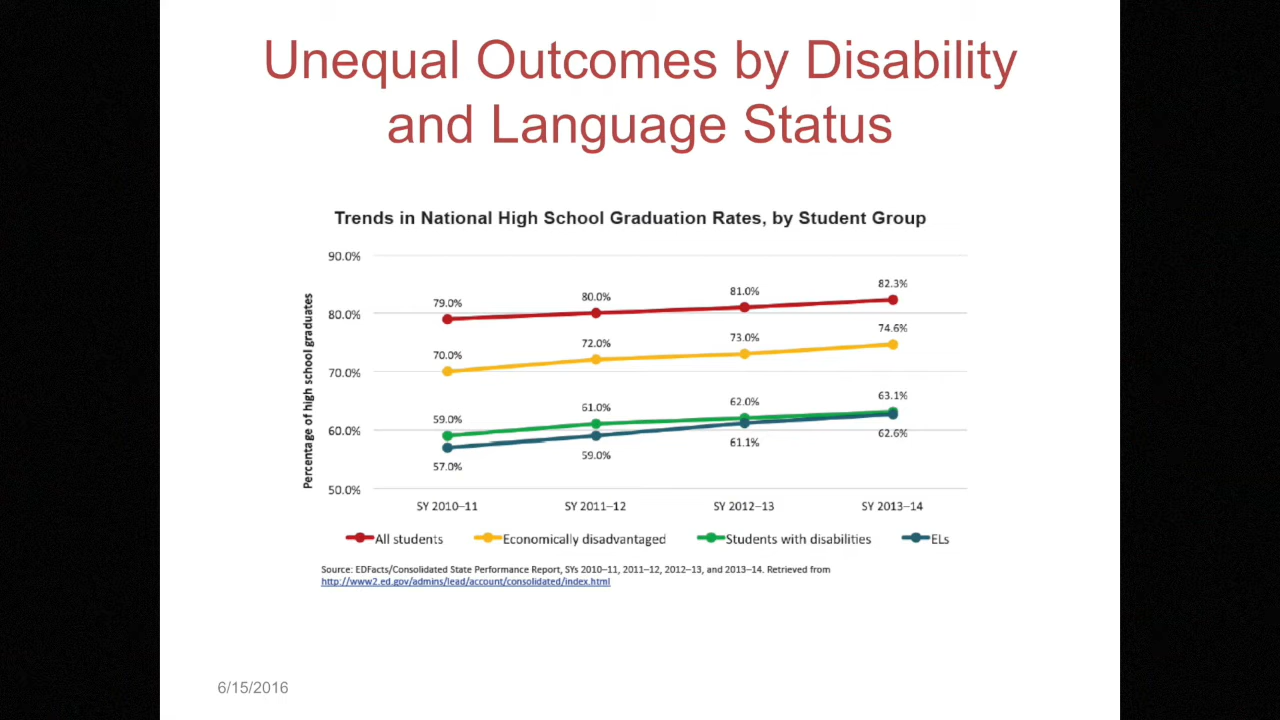 Unequal Outcomes by Disability
and Language Status
Trends in National High School Graduation Rates, by Student Group
Percentage of high school graduates
90.0%
80.0%
70.0%
60.0%
50.0%
79.0%
80.0%
81.0%
82.3%
70.0%
72.0%
73.0%
74.6%
59.0%
61.0%
62.0%
63.1%
57.0%
59.0%
61.1%
62.6%
SY 2010–11
SY 2011–12
SY 2012–13
SY 2013–14
All students
Economically disadvantaged
Students with disabilities
ELs
Source: EDFacts/Consolidated State Performance Report, SYs 2010–11, 2011–12, 2012–13, and 2013–14. Retrieved from
http://www2.ed.gov/admins/lead/account/consolidated/index.html
6/15/2016